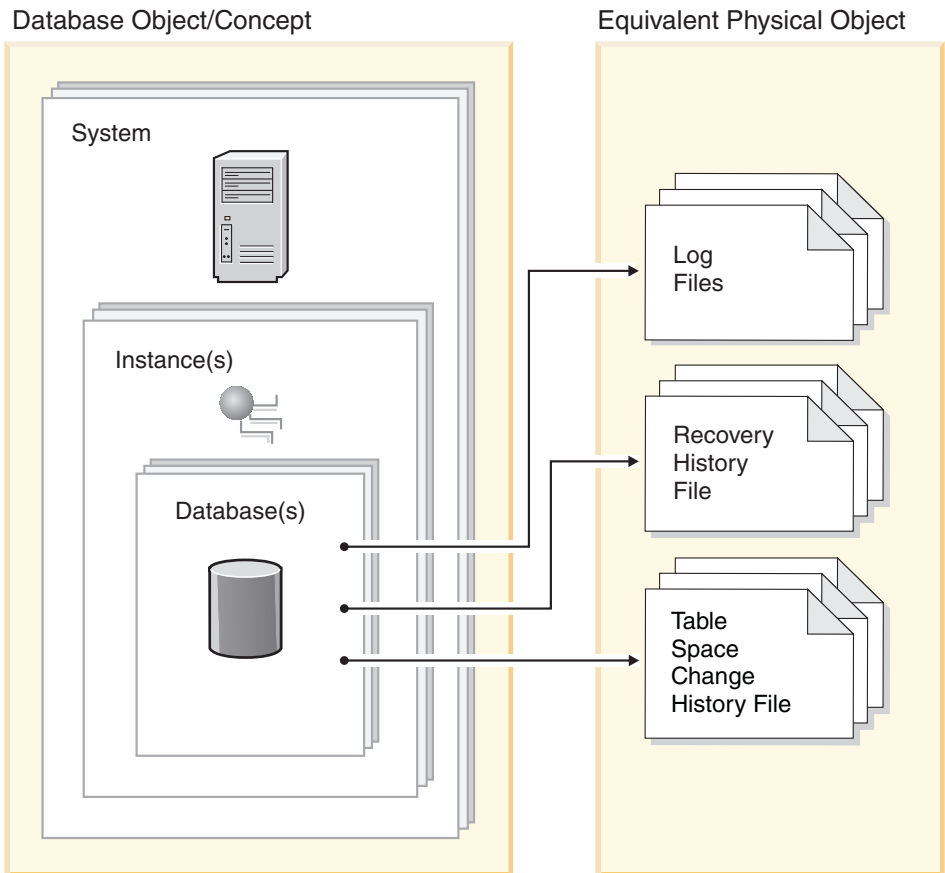 Database Object/Concept
Equivalent Physical Object
System
Instance(s)
Database(s)
Log
Files
Recovery
History
File
Table
Space
Change
History File